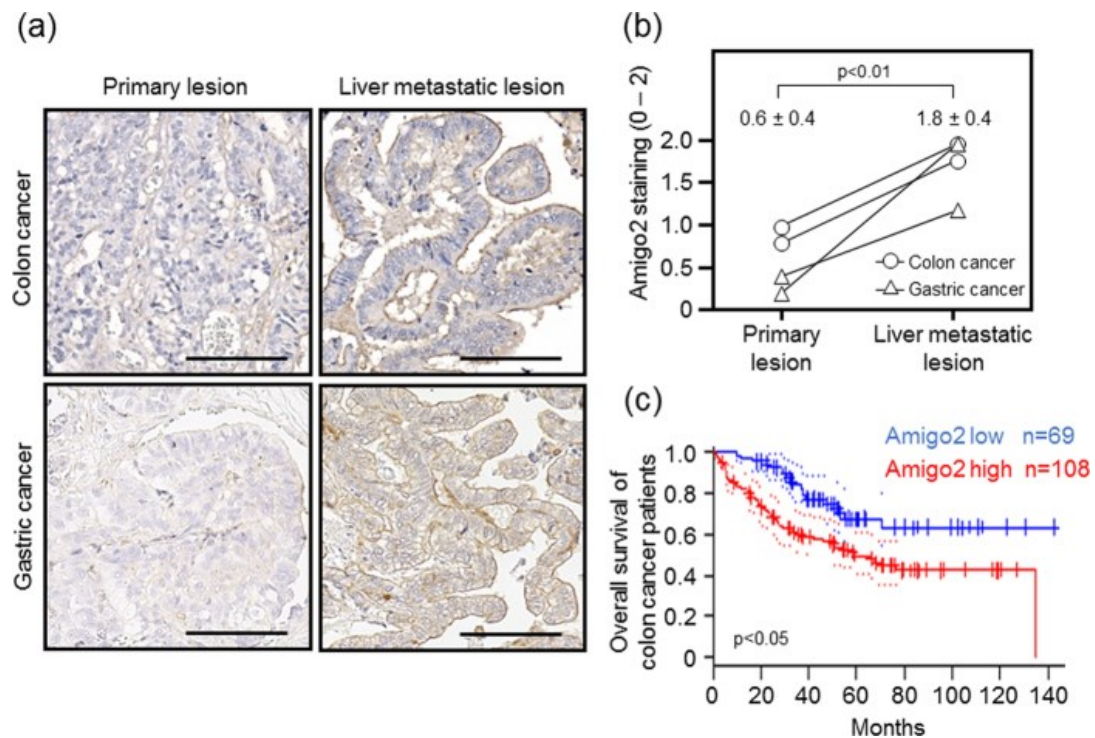 (a)
Primary lesion
Liver metastatic lesion
Colon cancer
Gastric cancer
(b)
p<0.01
0.6 ± 0.4
1.8 ± 0.4
Amigo2 staining (0 – 2)
2.0
1.5
1.0
0.5
0
Colon cancer
Gastric cancer
Primary
lesion
Liver metastatic
lesion
(c)
Amigo2 low n=69
Amigo2 high n=108
Overall survival of
colon cancer patients
1.0
0.8
0.6
0.4
0.2
0
p<0.05
0 20 40 60 80 100 120 140
Months